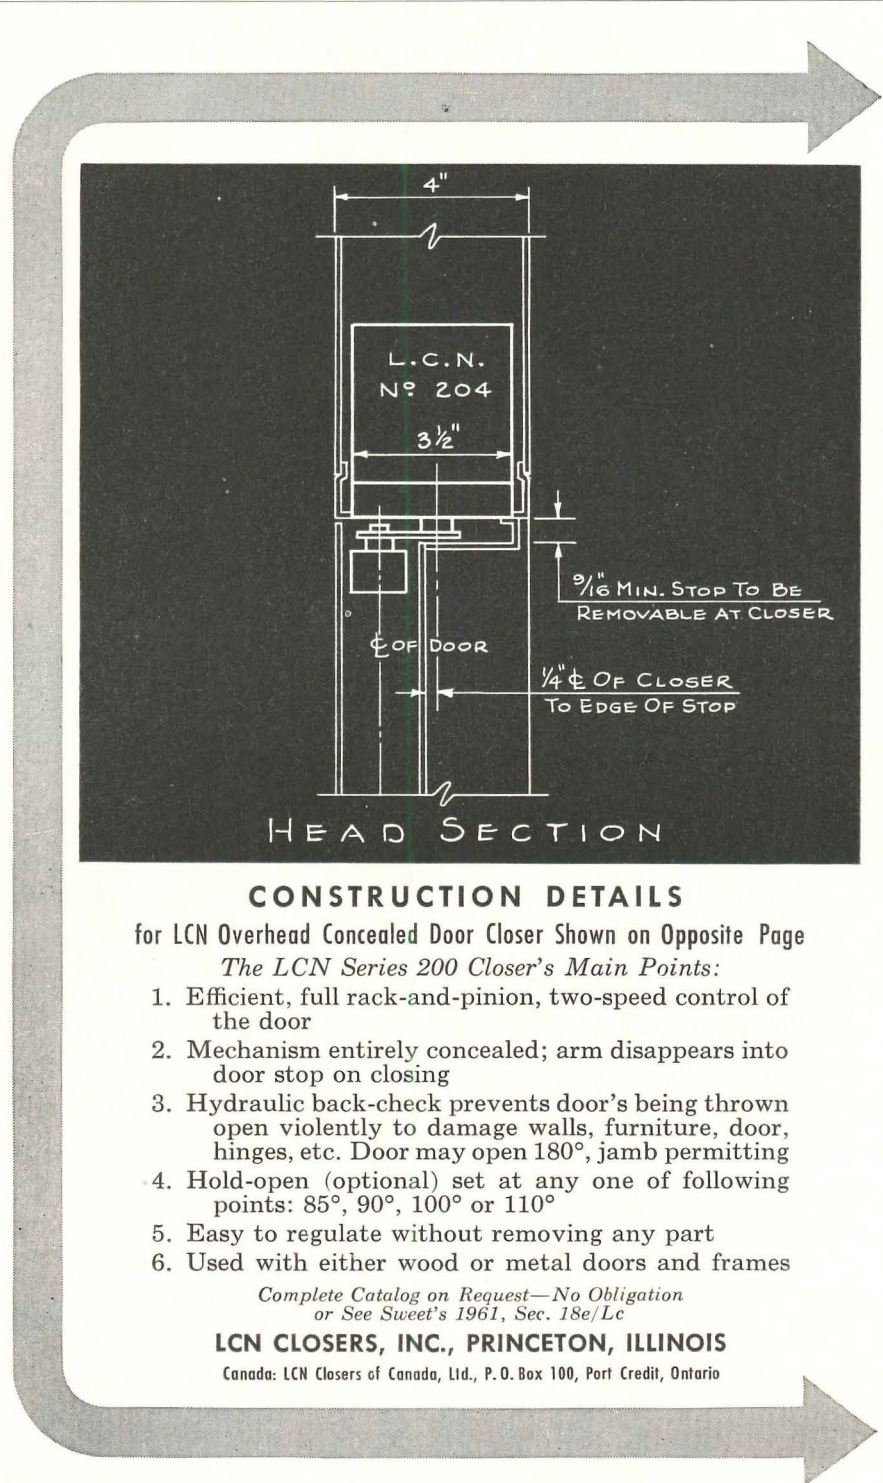 4"
L.C.N.
Nº 204
3½"
9/16" MIN. STOP TO BE
REMOVABLE AT CLOSER
℄ OF DOOR
1/4" ℄ OF CLOSER
TO EDGE OF STOP
HEAD SECTION
CONSTRUCTION DETAILS
for LCN Overhead Concealed Door Closer Shown on Opposite Page
The LCN Series 200 Closer's Main Points:
1. Efficient, full rack-and-pinion, two-speed control of
the door
2. Mechanism entirely concealed; arm disappears into
door stop on closing
3. Hydraulic back-check prevents door's being thrown
open violently to damage walls, furniture, door,
hinges, etc. Door may open 180°, jamb permitting
4. Hold-open (optional) set at any one of following
points: 85°, 90°, 100° or 110°
5. Easy to regulate without removing any part
6. Used with either wood or metal doors and frames
Complete Catalog on Request—No Obligation
or See Sweet's 1961, Sec. 18e/Lc
LCN CLOSERS, INC., PRINCETON, ILLINOIS
Canada: LCN Closers of Canada, Ltd., P.O. Box 100, Port Credit, Ontario